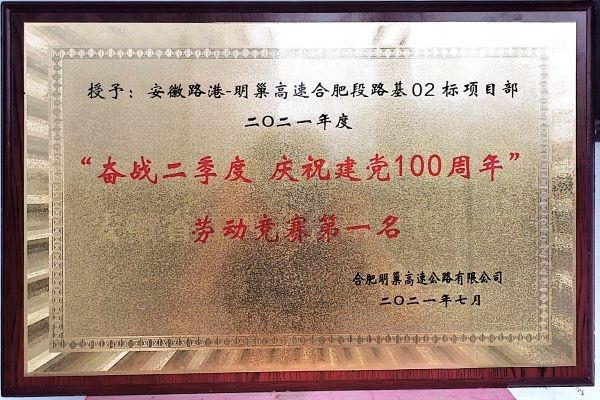 授予：安徽路港-明巢高速合肥段路基02标项目部
二〇二一年度
“奋战二季度 庆祝建党100周年”
劳动竞赛第一名
合肥明巢高速公路有限公司
二〇二一年七月